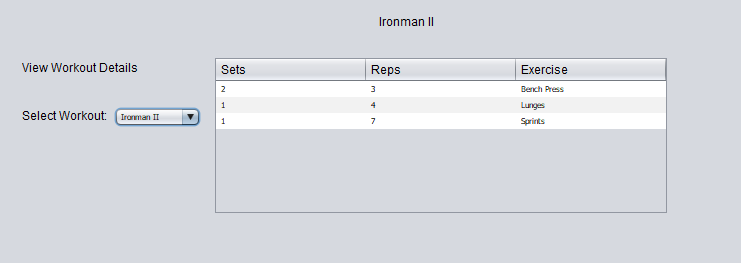 Ironman II
View Workout Details
Select Workout: Ironman II
Sets Reps Exercise
2 3 Bench Press
1 4 Lunges
1 7 Sprints